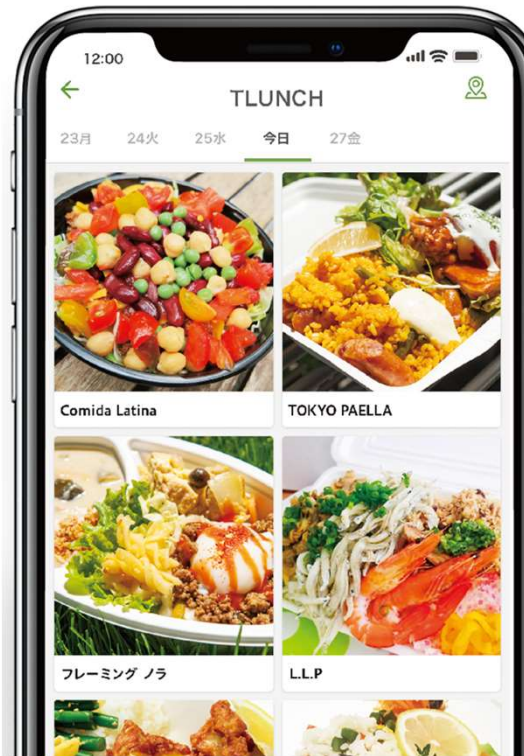 12:00
TLUNCH
23月 24火 25水 今日 27金
Comida Latina
TOKYO PAELLA
フレーミング ノラ
L.L.P